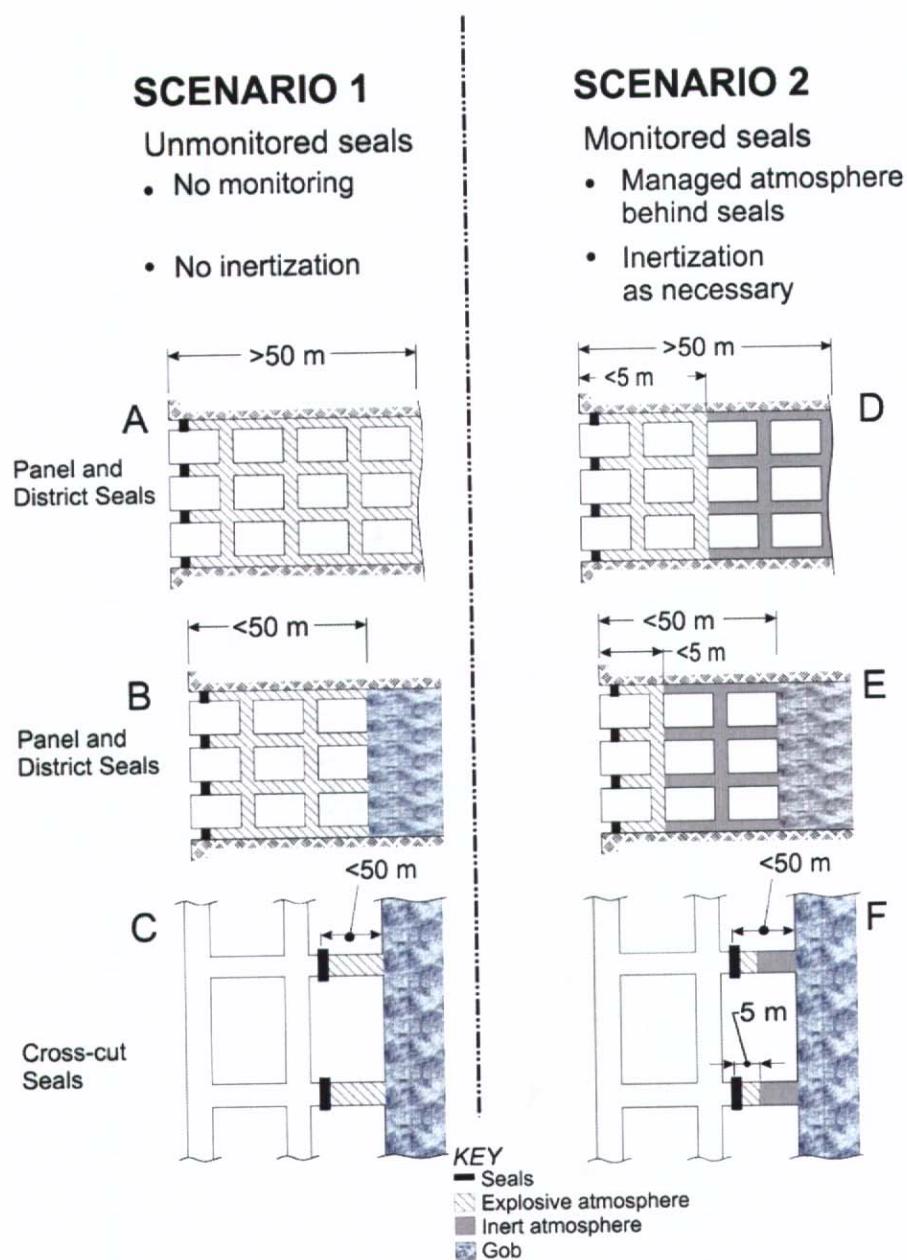 SCENARIO 1
Unmonitored seals
• No monitoring
• No inertization
SCENARIO 2
Monitored seals
• Managed atmosphere
behind seals
• Inertization
as necessary
>50 m
A
Panel and
District Seals
>50 m
<5 m
D
<50 m
B
Panel and
District Seals
<50 m
<5 m
E
<50 m
C
Cross-cut
Seals
<50 m
F
5 m
KEY
Seals
Explosive atmosphere
Inert atmosphere
Gob